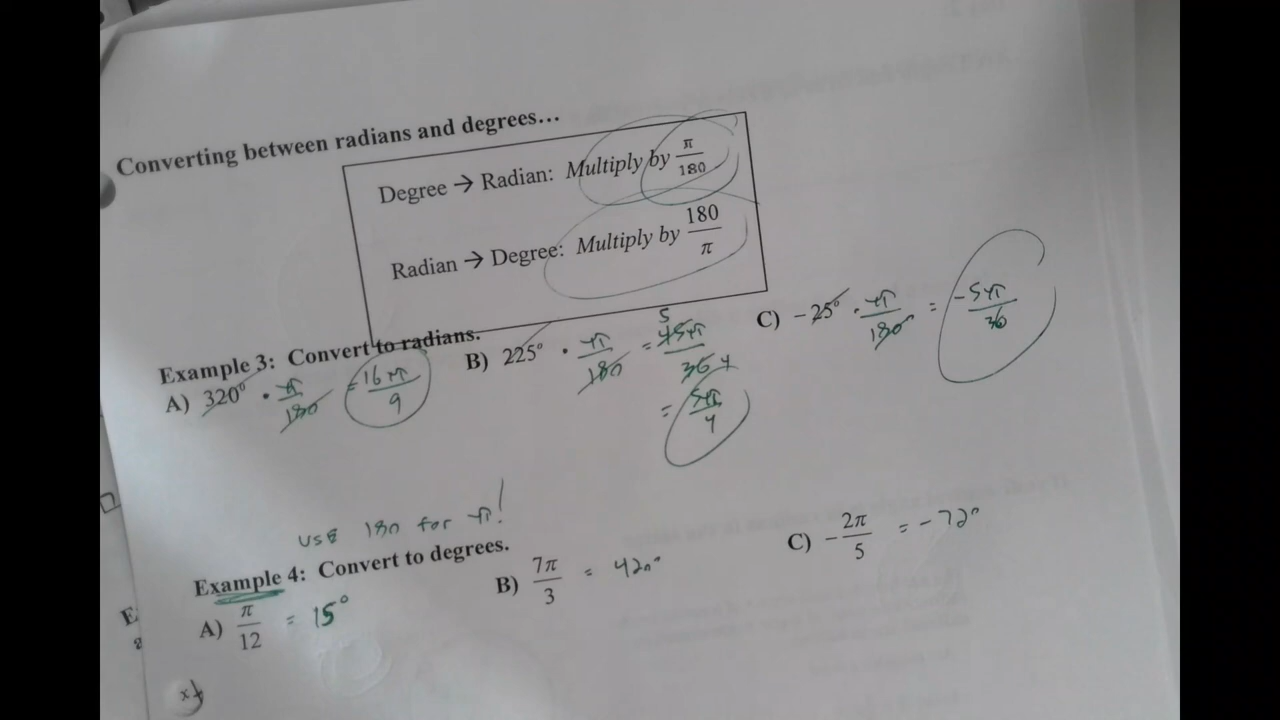 Converting between radians and degrees…
Degree → Radian: Multiply by π/180
Radian → Degree: Multiply by 180/π
Example 3: Convert to radians.
A) 320° · π/180 = 16π/9
B) 225° · π/180 = 45π/36 5 4
= 5π/4
C) −25° · π/180 = −5π/36
USE 180 for π!
Example 4: Convert to degrees.
A) π/12 = 15°
B) 7π/3 = 420°
C) −2π/5 = −72°